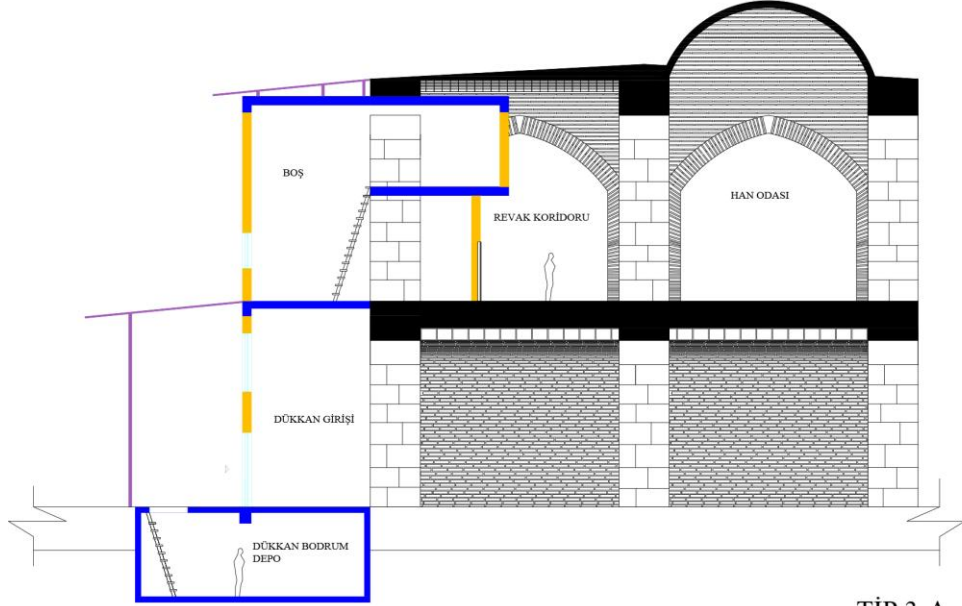 BOŞ
HAN ODASI
REVAK KORİDORU
DÜKKAN GİRİŞİ
DÜKKAN BODRUM
DEPO